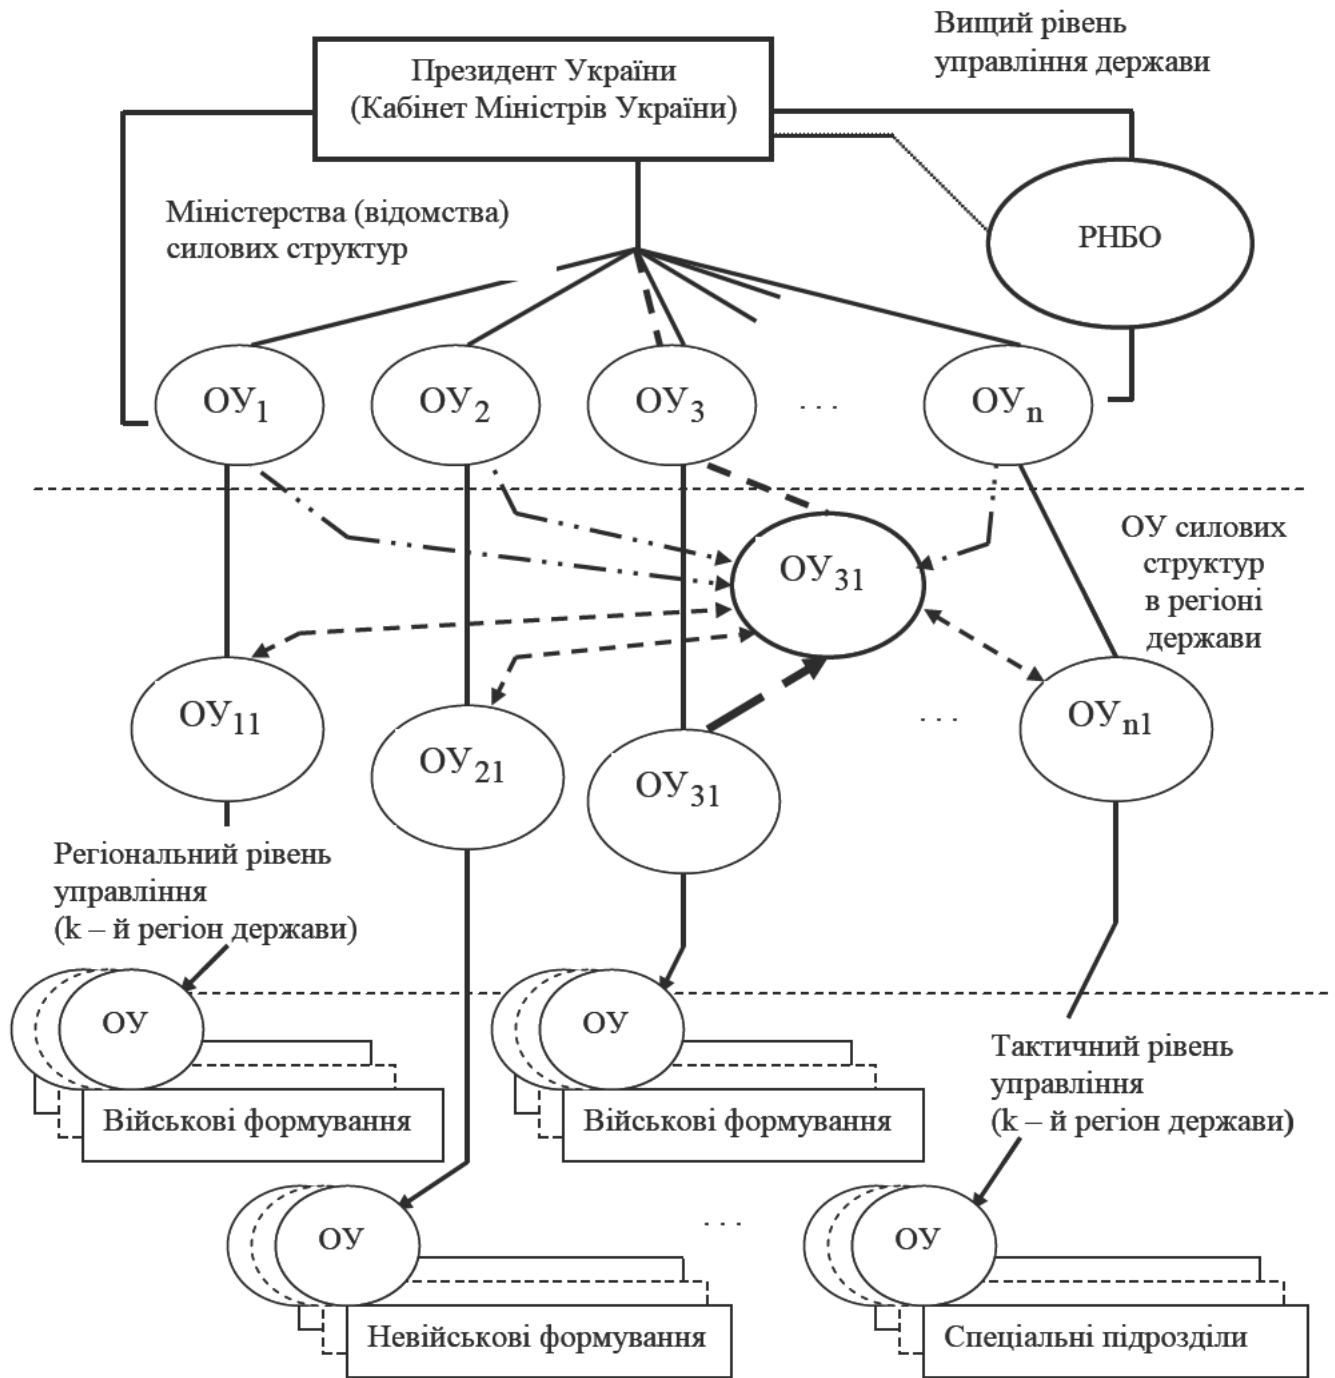 Вищий рівень
управління держави
Президент України
(Кабінет Міністрів України)
Міністерства (відомства)
силових структур
РНБО
ОУ1
ОУ2
ОУ3
. . .
ОУn
ОУ31
ОУ силових
структур
в регіоні
держави
ОУ11
ОУ21
ОУ31
. . .
ОУn1
Регіональний рівень
управління
(k – й регіон держави)
ОУ
Військові формування
ОУ
Військові формування
Тактичний рівень
управління
(k – й регіон держави)
ОУ
Невійськові формування
. . .
ОУ
Спеціальні підрозділи